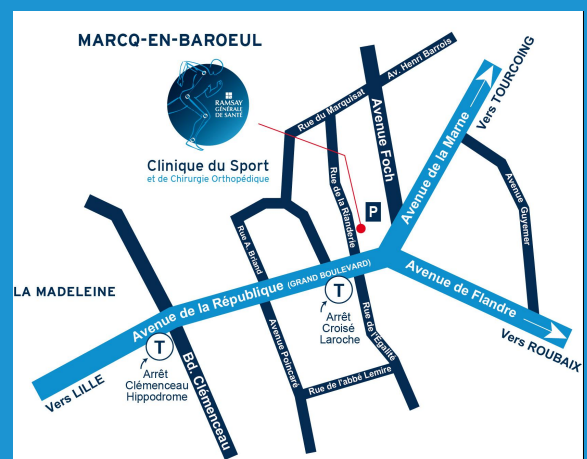 MARCQ-EN-BAROEUL
RAMSAY
GÉNÉRALE
DE SANTÉ
Clinique du Sport
et de Chirurgie Orthopédique
Av. Henri Barrois
Rue du Marquisat
Avenue Foch
Vers TOURCOING
Avenue de la Marne
Avenue Guynemer
Rue de la Rianderie
P
Rue A. Briand
LA MADELEINE
Avenue de la République (GRAND BOULEVARD)
Avenue de Flandre
Vers ROUBAIX
T
Arrêt
Croisé
Laroche
T
Arrêt
Clémenceau
Hippodrome
Vers LILLE
Bd. Clémenceau
Avenue Poincaré
Rue de l'Égalité
Rue de l'abbé Lemire